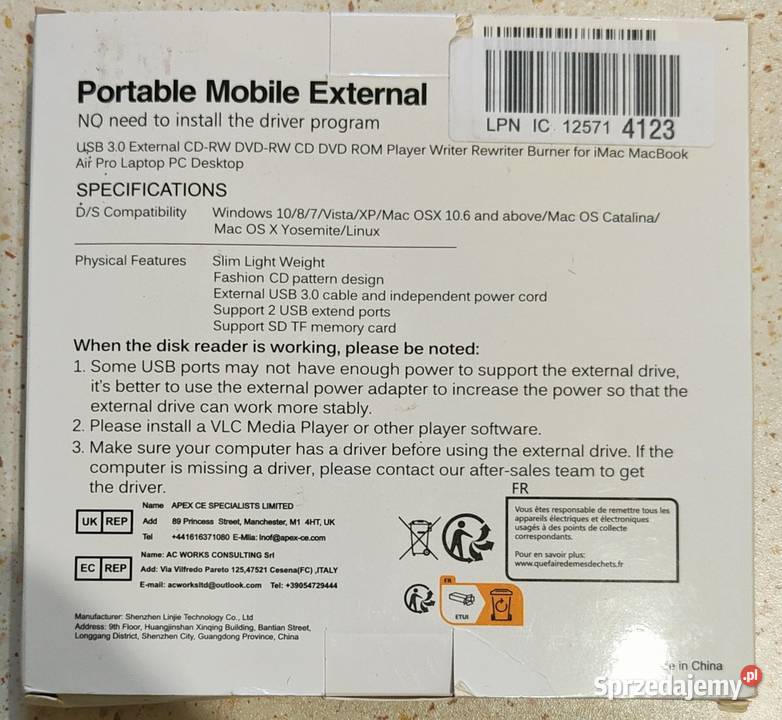 LPN IC 12571 4123
Portable Mobile External
NO need to install the driver program
USB 3.0 External CD-RW DVD-RW CD DVD ROM Player Writer Rewriter Burner for iMac MacBook
Air Pro Laptop PC Desktop
SPECIFICATIONS
D/S Compatibility Windows 10/8/7/Vista/XP/Mac OSX 10.6 and above/Mac OS Catalina/
Mac OS X Yosemite/Linux
Physical Features Slim Light Weight
Fashion CD pattern design
External USB 3.0 cable and independent power cord
Support 2 USB extend ports
Support SD TF memory card
When the disk reader is working, please be noted:
1. Some USB ports may not have enough power to support the external drive,
it's better to use the external power adapter to increase the power so that the
external drive can work more stably.
2. Please install a VLC Media Player or other player software.
3. Make sure your computer has a driver before using the external drive. If the
computer is missing a driver, please contact our after-sales team to get
the driver.
UK REP
Name APEX CE SPECIALISTS LIMITED
Add 89 Princess Street, Manchester, M1 4HT, UK
Tel +441616371080 E-Mlia: Inof@apex-ce.com
EC REP
Name: AC WORKS CONSULTING Srl
Add: Via Vilfredo Pareto 125,47521 Cesena(FC) ,ITALY
E-mail: acworksltd@outlook.com Tel: +39054729444
FR
Vous êtes responsable de remettre tous les
appareils électriques et électroniques
usagés à des points de collecte
correspondants.
Pour en savoir plus:
www.quefairedemesdechets.fr
FR
ETUI
Manufacturer: Shenzhen Linjie Technology Co., Ltd
Address: 9th Floor, Huangjinshan Xinqing Building, Bantian Street,
Longgang District, Shenzhen City, Guangdong Province, China
in China
Sprzedajemy.pl